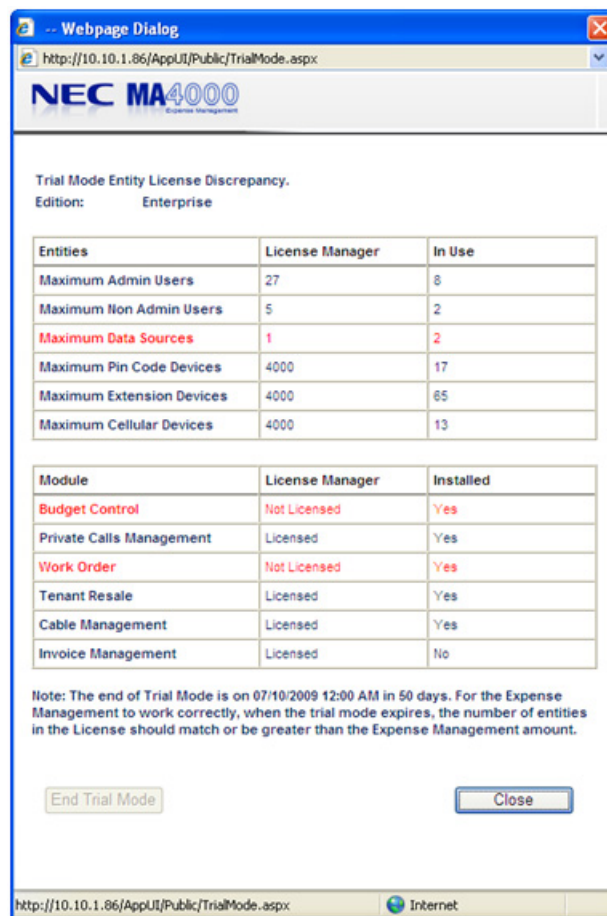 -- Webpage Dialog
http://10.10.1.86/AppUI/Public/TrialMode.aspx
NEC MA4000
Expense Management
Trial Mode Entity License Discrepancy.
Edition: Enterprise
Entities License Manager In Use
Maximum Admin Users 27 8
Maximum Non Admin Users 5 2
Maximum Data Sources 1 2
Maximum Pin Code Devices 4000 17
Maximum Extension Devices 4000 65
Maximum Cellular Devices 4000 13
Module License Manager Installed
Budget Control Not Licensed Yes
Private Calls Management Licensed Yes
Work Order Not Licensed Yes
Tenant Resale Licensed Yes
Cable Management Licensed Yes
Invoice Management Licensed No
Note: The end of Trial Mode is on 07/10/2009 12:00 AM in 50 days. For the Expense
Management to work correctly, when the trial mode expires, the number of entities
in the License should match or be greater than the Expense Management amount.
End Trial Mode Close
http://10.10.1.86/AppUI/Public/TrialMode.aspx Internet